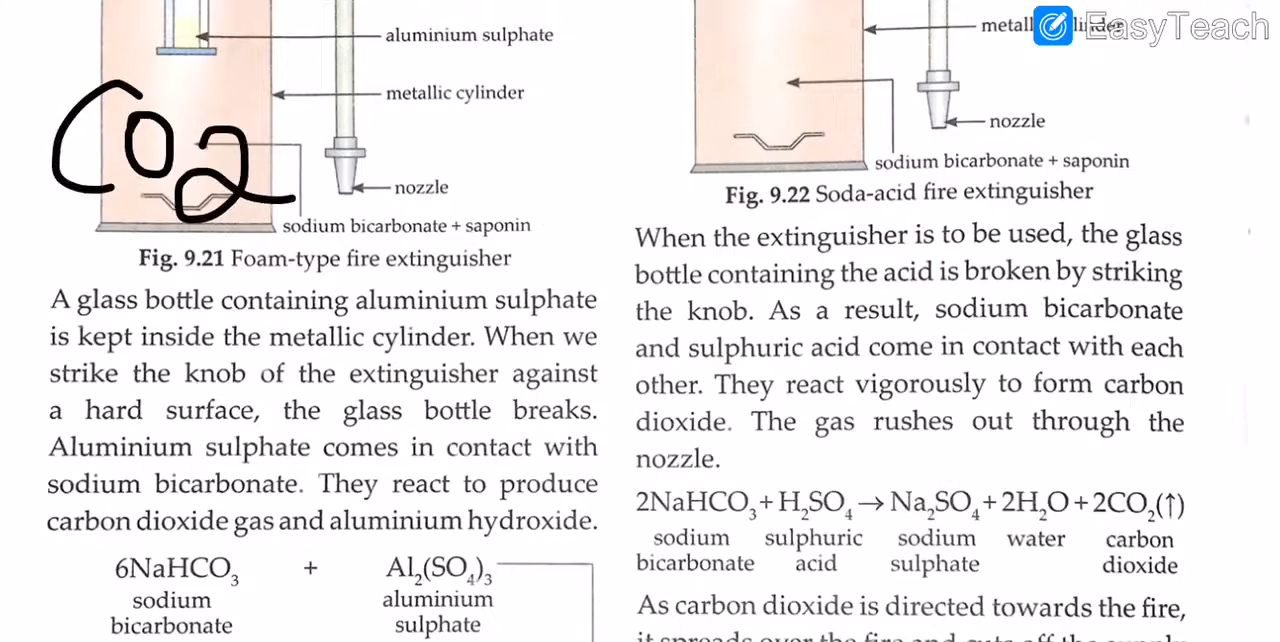 aluminium sulphate
metallic cylinder
CO2
nozzle
sodium bicarbonate + saponin
Fig. 9.21 Foam-type fire extinguisher
A glass bottle containing aluminium sulphate
is kept inside the metallic cylinder. When we
strike the knob of the extinguisher against
a hard surface, the glass bottle breaks.
Aluminium sulphate comes in contact with
sodium bicarbonate. They react to produce
carbon dioxide gas and aluminium hydroxide.
6NaHCO₃ + Al₂(SO₄)₃
sodium aluminium
bicarbonate sulphate
EasyTeach
nozzle
sodium bicarbonate + saponin
Fig. 9.22 Soda-acid fire extinguisher
When the extinguisher is to be used, the glass
bottle containing the acid is broken by striking
the knob. As a result, sodium bicarbonate
and sulphuric acid come in contact with each
other. They react vigorously to form carbon
dioxide. The gas rushes out through the
nozzle.
2NaHCO₃ + H₂SO₄ → Na₂SO₄ + 2H₂O + 2CO₂(↑)
sodium sulphuric sodium water carbon
bicarbonate acid sulphate dioxide
As carbon dioxide is directed towards the fire,